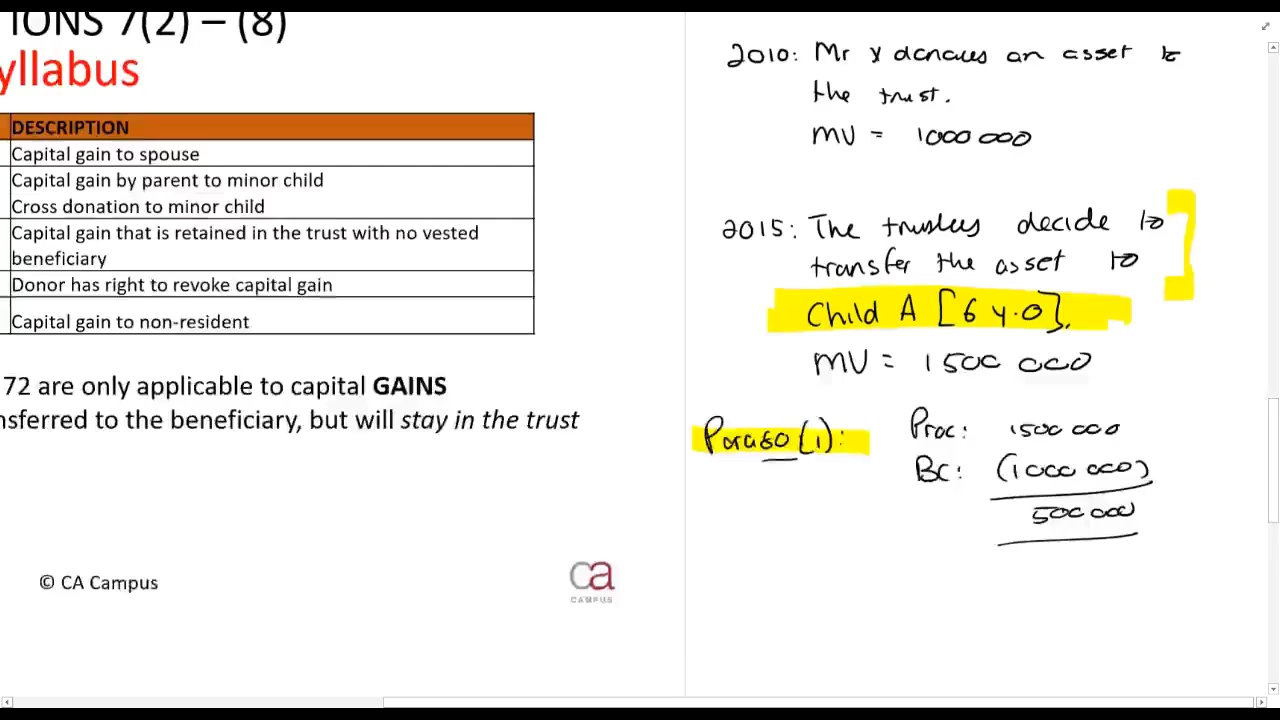 IONS 7(2) – (8)
yllabus
DESCRIPTION
Capital gain to spouse
Capital gain by parent to minor child
Cross donation to minor child
Capital gain that is retained in the trust with no vested
beneficiary
Donor has right to revoke capital gain
Capital gain to non-resident
72 are only applicable to capital GAINS
nsferred to the beneficiary, but will stay in the trust
© CA Campus
ca
CAMPUS
2010: Mr X donates an asset to
the trust.
MV = 1000 000
2015: The trustees decide to
transfer the asset to
Child A [6 y.o].
MV = 1500 000
Para80(1): Proc: 1500 000
BC: (1000 000)
500 000